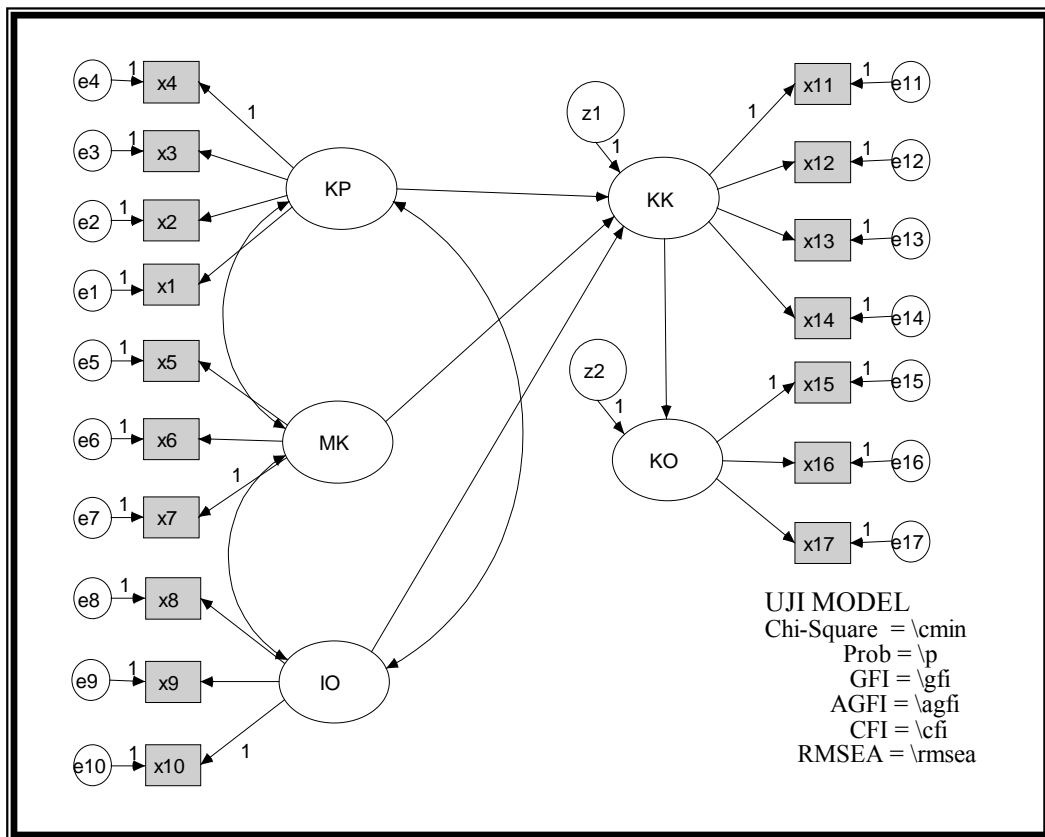 e4 1 x4
1
e3 1 x3
e2 1 x2
e1 1 x1
KP
e5 1 x5
e6 1 x6
e7 1 x7
1
MK
e8 1 x8
e9 1 x9
e10 1 x10
1
IO
z1
1
KK
z2
1
KO
1
x11 1 e11
x12 1 e12
x13 1 e13
x14 1 e14
1
x15 1 e15
x16 1 e16
x17 1 e17
UJI MODEL
Chi-Square = \cmin
Prob = \p
GFI = \gfi
AGFI = \agfi
CFI = \cfi
RMSEA = \rmsea